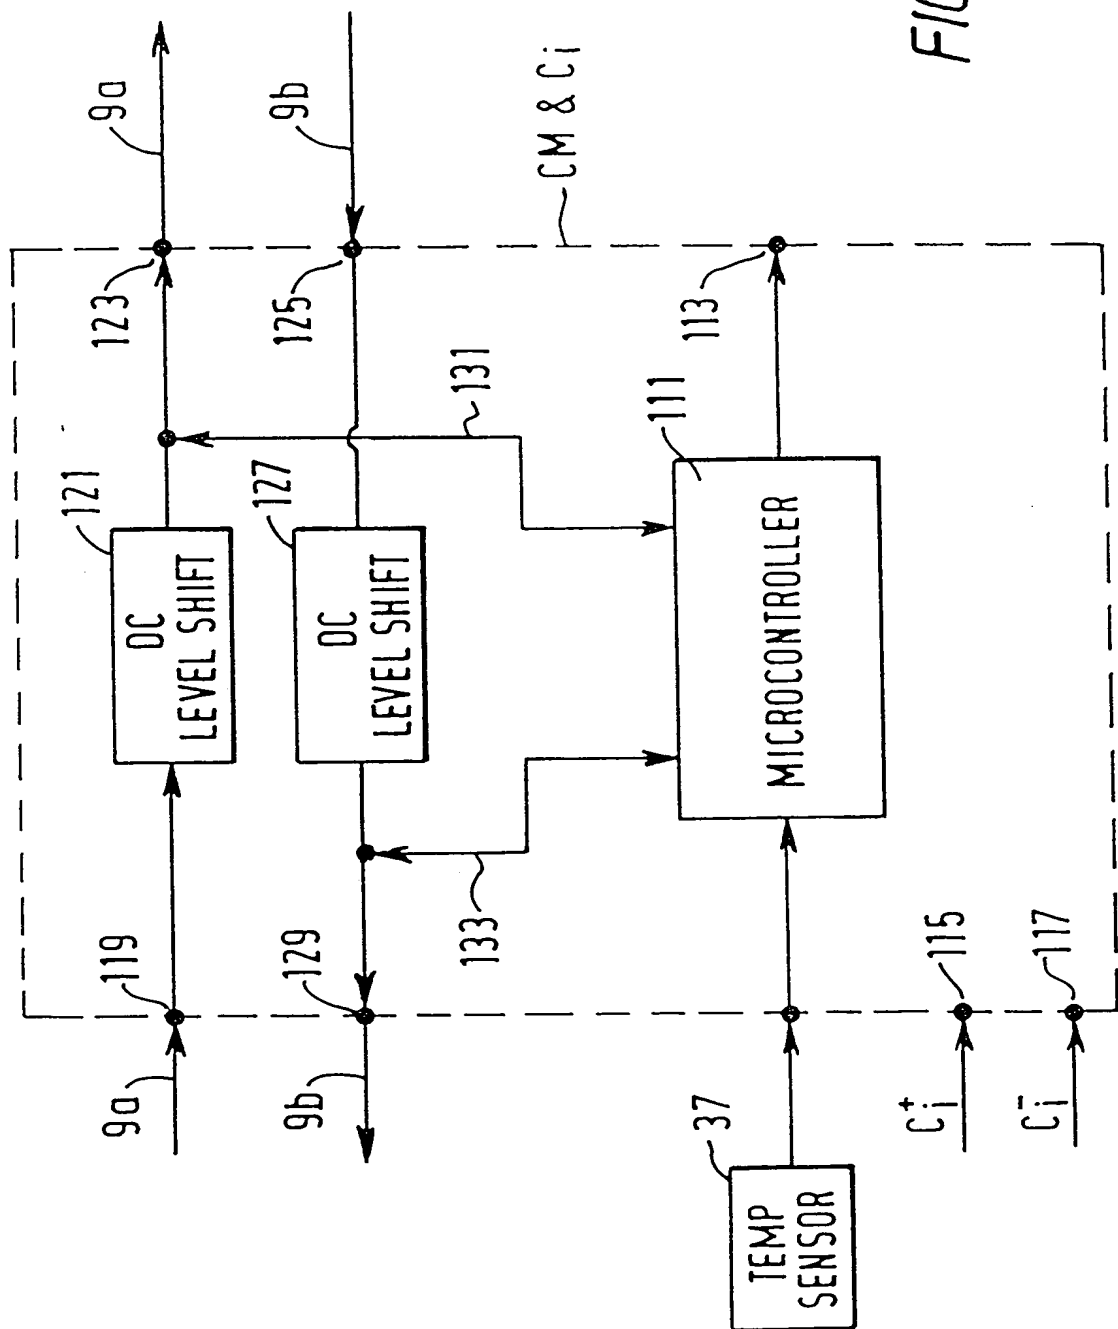 FIG
9a
9b
CM & Ci
123
125
113
131
121
DC
LEVEL SHIFT
127
DC
LEVEL SHIFT
111
MICROCONTROLLER
133
119
129
115
117
9a
9b
37
TEMP
SENSOR
Ci+
Ci-